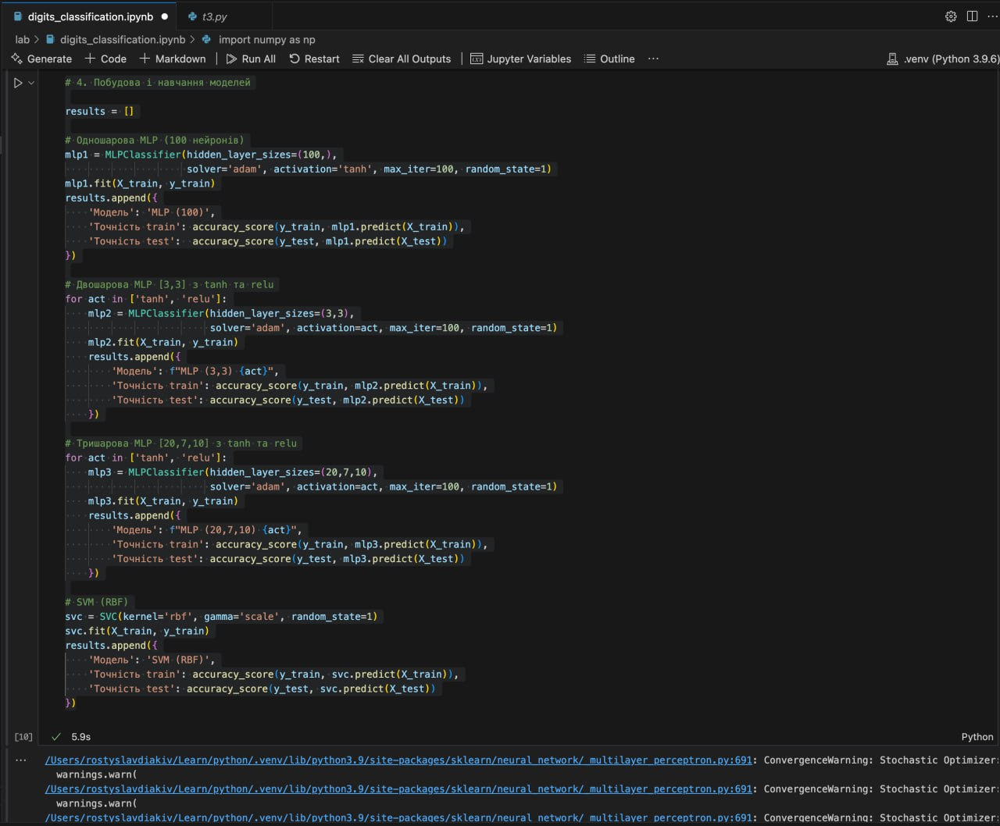 digits_classification.ipynb
t3.py
lab > digits_classification.ipynb > import numpy as np
Generate + Code + Markdown Run All Restart Clear All Outputs Jupyter Variables Outline ... .venv (Python 3.9.6)
# 4. Побудова і навчання моделей
results = []
# Одношарова MLP (100 нейронів)
mlp1 = MLPClassifier(hidden_layer_sizes=(100,),
solver='adam', activation='tanh', max_iter=100, random_state=1)
mlp1.fit(X_train, y_train)
results.append({
'Модель': 'MLP (100)',
'Точність train': accuracy_score(y_train, mlp1.predict(X_train)),
'Точність test': accuracy_score(y_test, mlp1.predict(X_test))
})
# Двошарова MLP [3,3] з tanh та relu
for act in ['tanh', 'relu']:
mlp2 = MLPClassifier(hidden_layer_sizes=(3,3),
solver='adam', activation=act, max_iter=100, random_state=1)
mlp2.fit(X_train, y_train)
results.append({
'Модель': f"MLP (3,3) {act}",
'Точність train': accuracy_score(y_train, mlp2.predict(X_train)),
'Точність test': accuracy_score(y_test, mlp2.predict(X_test))
})
# Тришарова MLP [20,7,10] з tanh та relu
for act in ['tanh', 'relu']:
mlp3 = MLPClassifier(hidden_layer_sizes=(20,7,10),
solver='adam', activation=act, max_iter=100, random_state=1)
mlp3.fit(X_train, y_train)
results.append({
'Модель': f"MLP (20,7,10) {act}",
'Точність train': accuracy_score(y_train, mlp3.predict(X_train)),
'Точність test': accuracy_score(y_test, mlp3.predict(X_test))
})
# SVM (RBF)
svc = SVC(kernel='rbf', gamma='scale', random_state=1)
svc.fit(X_train, y_train)
results.append({
'Модель': 'SVM (RBF)',
'Точність train': accuracy_score(y_train, svc.predict(X_train)),
'Точність test': accuracy_score(y_test, svc.predict(X_test))
})
[10] 5.9s Python
... /Users/rostyslavdiakiv/Learn/python/.venv/lib/python3.9/site-packages/sklearn/neural_network/_multilayer_perceptron.py:691: ConvergenceWarning: Stochastic Optimizer:
warnings.warn(
/Users/rostyslavdiakiv/Learn/python/.venv/lib/python3.9/site-packages/sklearn/neural_network/_multilayer_perceptron.py:691: ConvergenceWarning: Stochastic Optimizer:
warnings.warn(
/Users/rostyslavdiakiv/Learn/python/.venv/lib/python3.9/site-packages/sklearn/neural_network/_multilayer_perceptron.py:691: ConvergenceWarning: Stochastic Optimizer: